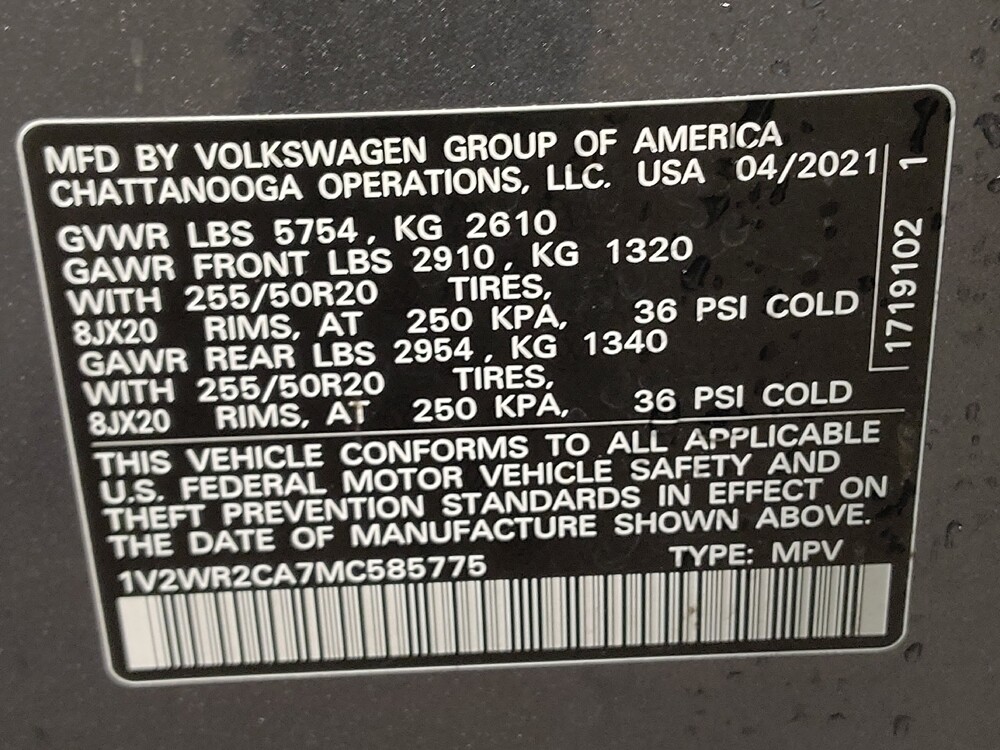 MFD BY VOLKSWAGEN GROUP OF AMERICA
CHATTANOOGA OPERATIONS, LLC. USA 04/2021
GVWR LBS 5754, KG 2610
GAWR FRONT LBS 2910, KG 1320
WITH 255/50R20 TIRES,
8JX20 RIMS, AT 250 KPA, 36 PSI COLD
GAWR REAR LBS 2954, KG 1340
WITH 255/50R20 TIRES,
8JX20 RIMS, AT 250 KPA, 36 PSI COLD
THIS VEHICLE CONFORMS TO ALL APPLICABLE
U.S. FEDERAL MOTOR VEHICLE SAFETY AND
THEFT PREVENTION STANDARDS IN EFFECT ON
THE DATE OF MANUFACTURE SHOWN ABOVE.
1V2WR2CA7MC585775 TYPE: MPV
1719102 1